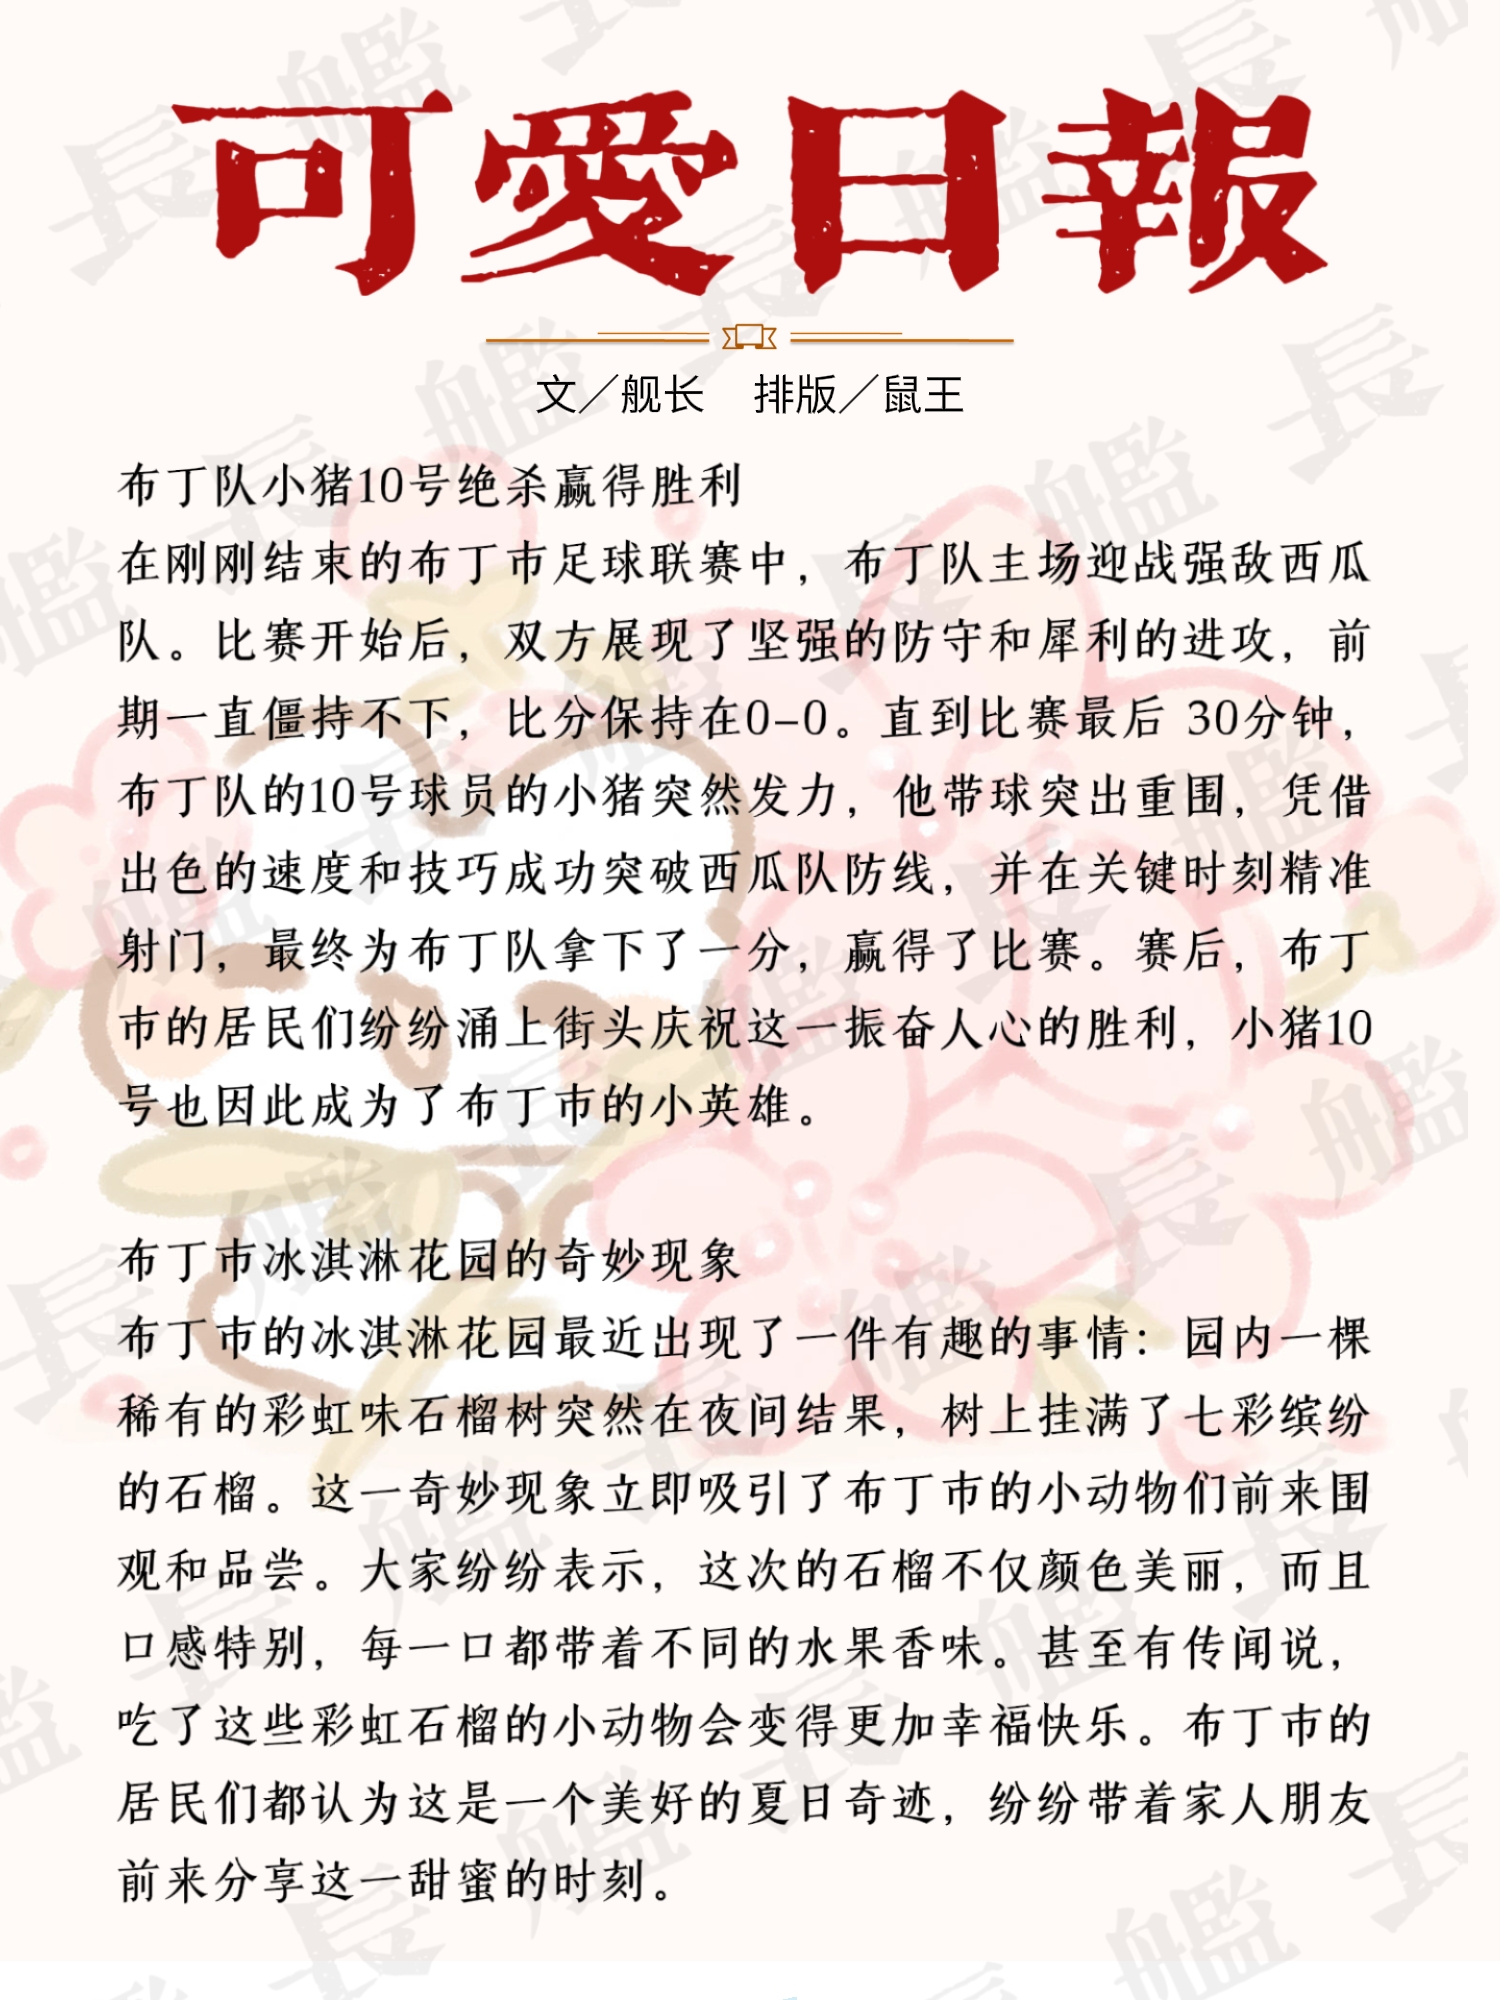 可愛日報
文／舰长 排版／鼠王
布丁队小猪10号绝杀赢得胜利
在刚刚结束的布丁市足球联赛中，布丁队主场迎战强敌西瓜
队。比赛开始后，双方展现了坚强的防守和犀利的进攻，前
期一直僵持不下，比分保持在0–0。直到比赛最后 30分钟，
布丁队的10号球员的小猪突然发力，他带球突出重围，凭借
出色的速度和技巧成功突破西瓜队防线，并在关键时刻精准
射门，最终为布丁队拿下了一分，赢得了比赛。赛后，布丁
市的居民们纷纷涌上街头庆祝这一振奋人心的胜利，小猪10
号也因此成为了布丁市的小英雄。
布丁市冰淇淋花园的奇妙现象
布丁市的冰淇淋花园最近出现了一件有趣的事情：园内一棵
稀有的彩虹味石榴树突然在夜间结果，树上挂满了七彩缤纷
的石榴。这一奇妙现象立即吸引了布丁市的小动物们前来围
观和品尝。大家纷纷表示，这次的石榴不仅颜色美丽，而且
口感特别，每一口都带着不同的水果香味。甚至有传闻说，
吃了这些彩虹石榴的小动物会变得更加幸福快乐。布丁市的
居民们都认为这是一个美好的夏日奇迹，纷纷带着家人朋友
前来分享这一甜蜜的时刻。
艦長